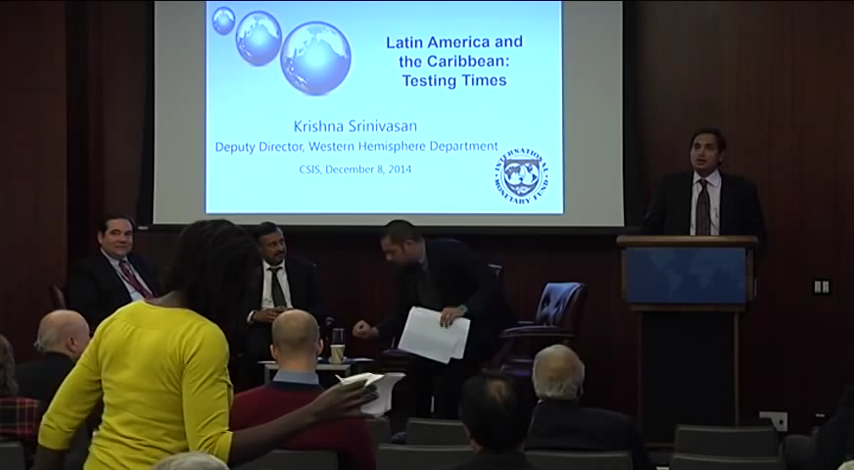 Latin America and
the Caribbean:
Testing Times
Krishna Srinivasan
Deputy Director, Western Hemisphere Department
CSIS, December 8, 2014
INTERNATIONAL
MONETARY FUND